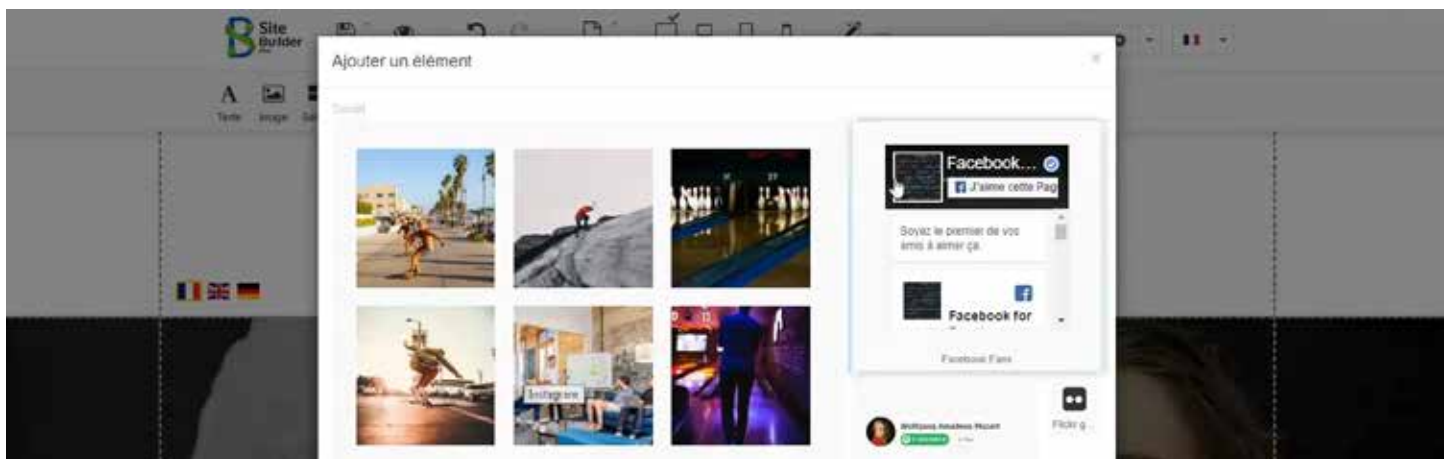 Site
Builder
Ajouter un élément
×
A
Texte
Image
Social
Facebook...
J'aime cette Pag
Soyez le premier de vos
amis à aimer ça.
Facebook for
Facebook Fans
Instagram
Wolfgang Amadeus Mozart
Flickr g...